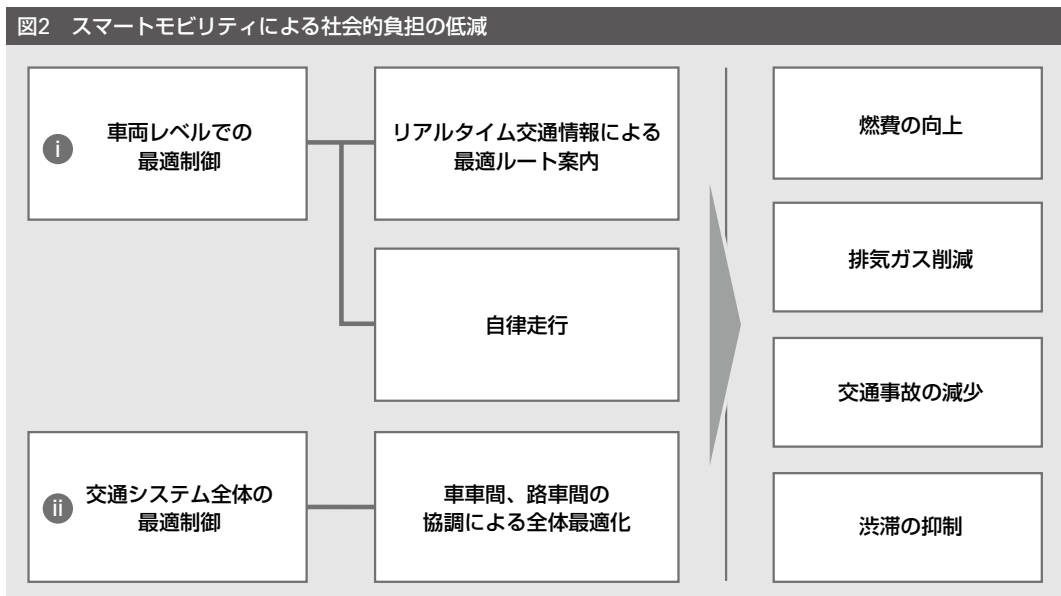 図2 スマートモビリティによる社会的負担の低減
i
車両レベルでの
最適制御
リアルタイム交通情報による
最適ルート案内
自律走行
ii
交通システム全体の
最適制御
車車間、路車間の
協調による全体最適化
燃費の向上
排気ガス削減
交通事故の減少
渋滞の抑制